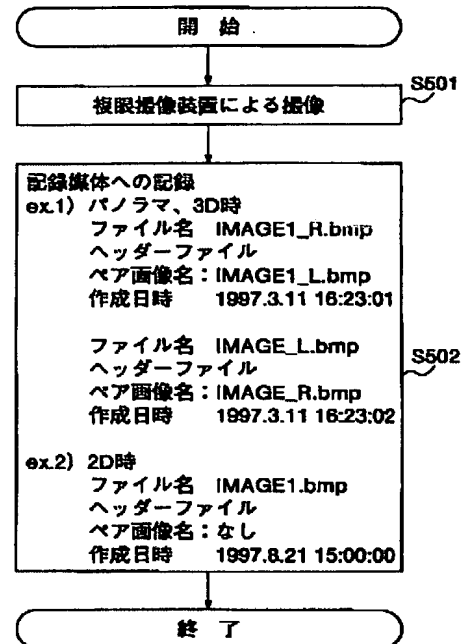 開 始
複眼撮像装置による撮像
S501
記録媒体への記録
ex.1) パノラマ、3D時
ファイル名 IMAGE1_R.bmp
ヘッダーファイル
ペア画像名：IMAGE1_L.bmp
作成日時 1997.3.11 16:23:01
ファイル名 IMAGE_L.bmp
ヘッダーファイル
ペア画像名：IMAGE_R.bmp
作成日時 1997.3.11 16:23:02
S502
ex.2) 2D時
ファイル名 IMAGE1.bmp
ヘッダーファイル
ペア画像名：なし
作成日時 1997.8.21 15:00:00
終 了